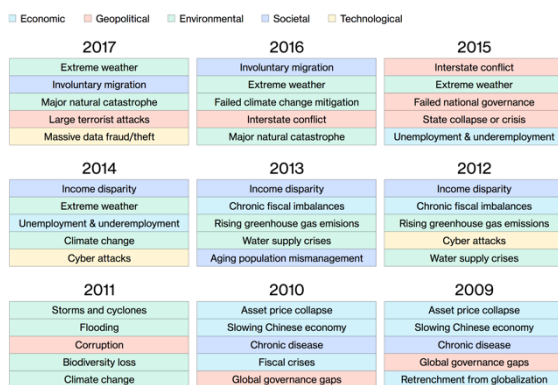 Economic Geopolitical Environmental Societal Technological
2017
Extreme weather
Involuntary migration
Major natural catastrophe
Large terrorist attacks
Massive data fraud/theft
2016
Involuntary migration
Extreme weather
Failed climate change mitigation
Interstate conflict
Major natural catastrophe
2015
Interstate conflict
Extreme weather
Failed national governance
State collapse or crisis
Unemployment & underemployment
2014
Income disparity
Extreme weather
Unemployment & underemployment
Climate change
Cyber attacks
2013
Income disparity
Chronic fiscal imbalances
Rising greenhouse gas emisions
Water supply crises
Aging population mismanagement
2012
Income disparity
Chronic fiscal imbalances
Rising greenhouse gas emissions
Cyber attacks
Water supply crises
2011
Storms and cyclones
Flooding
Corruption
Biodiversity loss
Climate change
2010
Asset price collapse
Slowing Chinese economy
Chronic disease
Fiscal crises
Global governance gaps
2009
Asset price collapse
Slowing Chinese economy
Chronic disease
Global governance gaps
Retrenchment from globalization